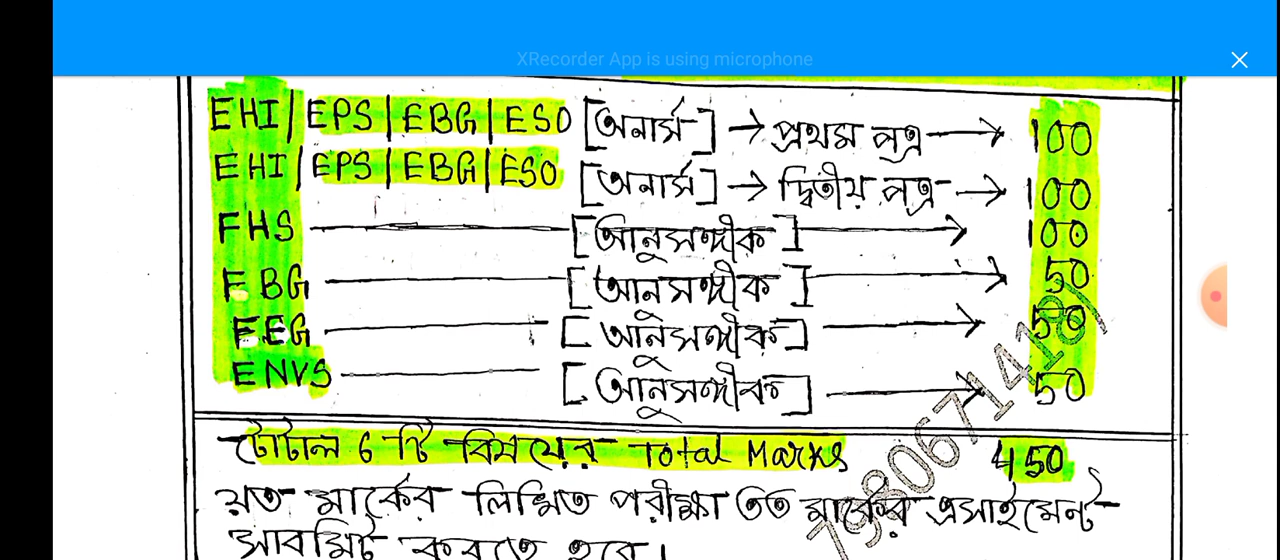 XRecorder App is using microphone
EHI | EPS | EBG | ESO [অনার্স] → প্রথম পত্র → 100
EHI | EPS | EBG | ESO [অনার্স] → দ্বিতীয় পত্র → 100
FHS [আনুসঙ্গীক] → 100
FBG [আনুসঙ্গীক] → 50
FEG [আনুসঙ্গীক] → 50
ENVS [আনুসঙ্গীক] → 50
টোটাল 6 টি বিষয়ের Total Marks 450
যত মার্কের লিখিত পরীক্ষা তত মার্কের এসাইমেন্ট
সাবমিট করতে হবে।